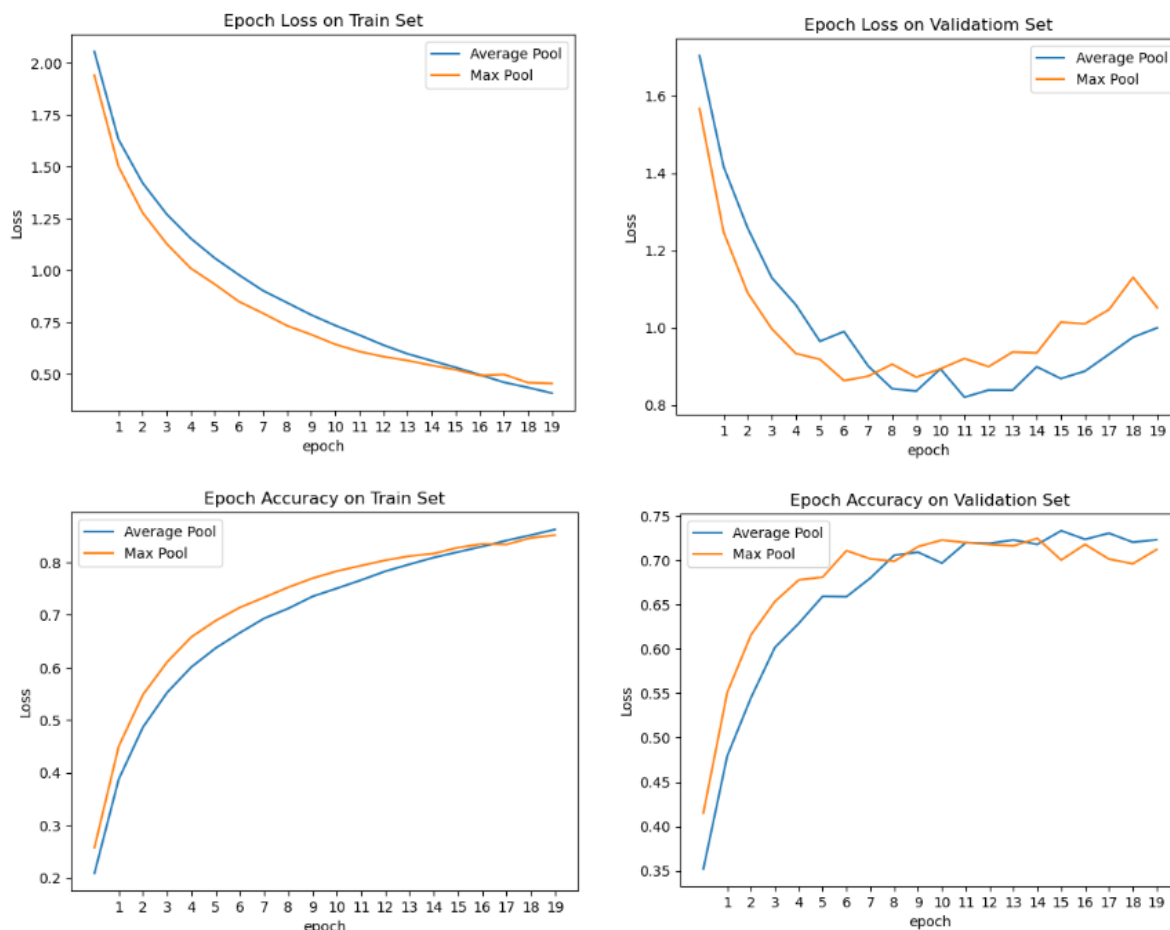 Epoch Loss on Train Set
Average Pool
Max Pool
2.00
1.75
1.50
1.25
1.00
0.75
0.50
Loss
1 2 3 4 5 6 7 8 9 10 11 12 13 14 15 16 17 18 19
epoch
Epoch Loss on Validatiom Set
Average Pool
Max Pool
1.6
1.4
1.2
1.0
0.8
Loss
1 2 3 4 5 6 7 8 9 10 11 12 13 14 15 16 17 18 19
epoch
Epoch Accuracy on Train Set
Average Pool
Max Pool
0.8
0.7
0.6
0.5
0.4
0.3
0.2
Loss
1 2 3 4 5 6 7 8 9 10 11 12 13 14 15 16 17 18 19
epoch
Epoch Accuracy on Validation Set
Average Pool
Max Pool
0.75
0.70
0.65
0.60
0.55
0.50
0.45
0.40
0.35
Loss
1 2 3 4 5 6 7 8 9 10 11 12 13 14 15 16 17 18 19
epoch